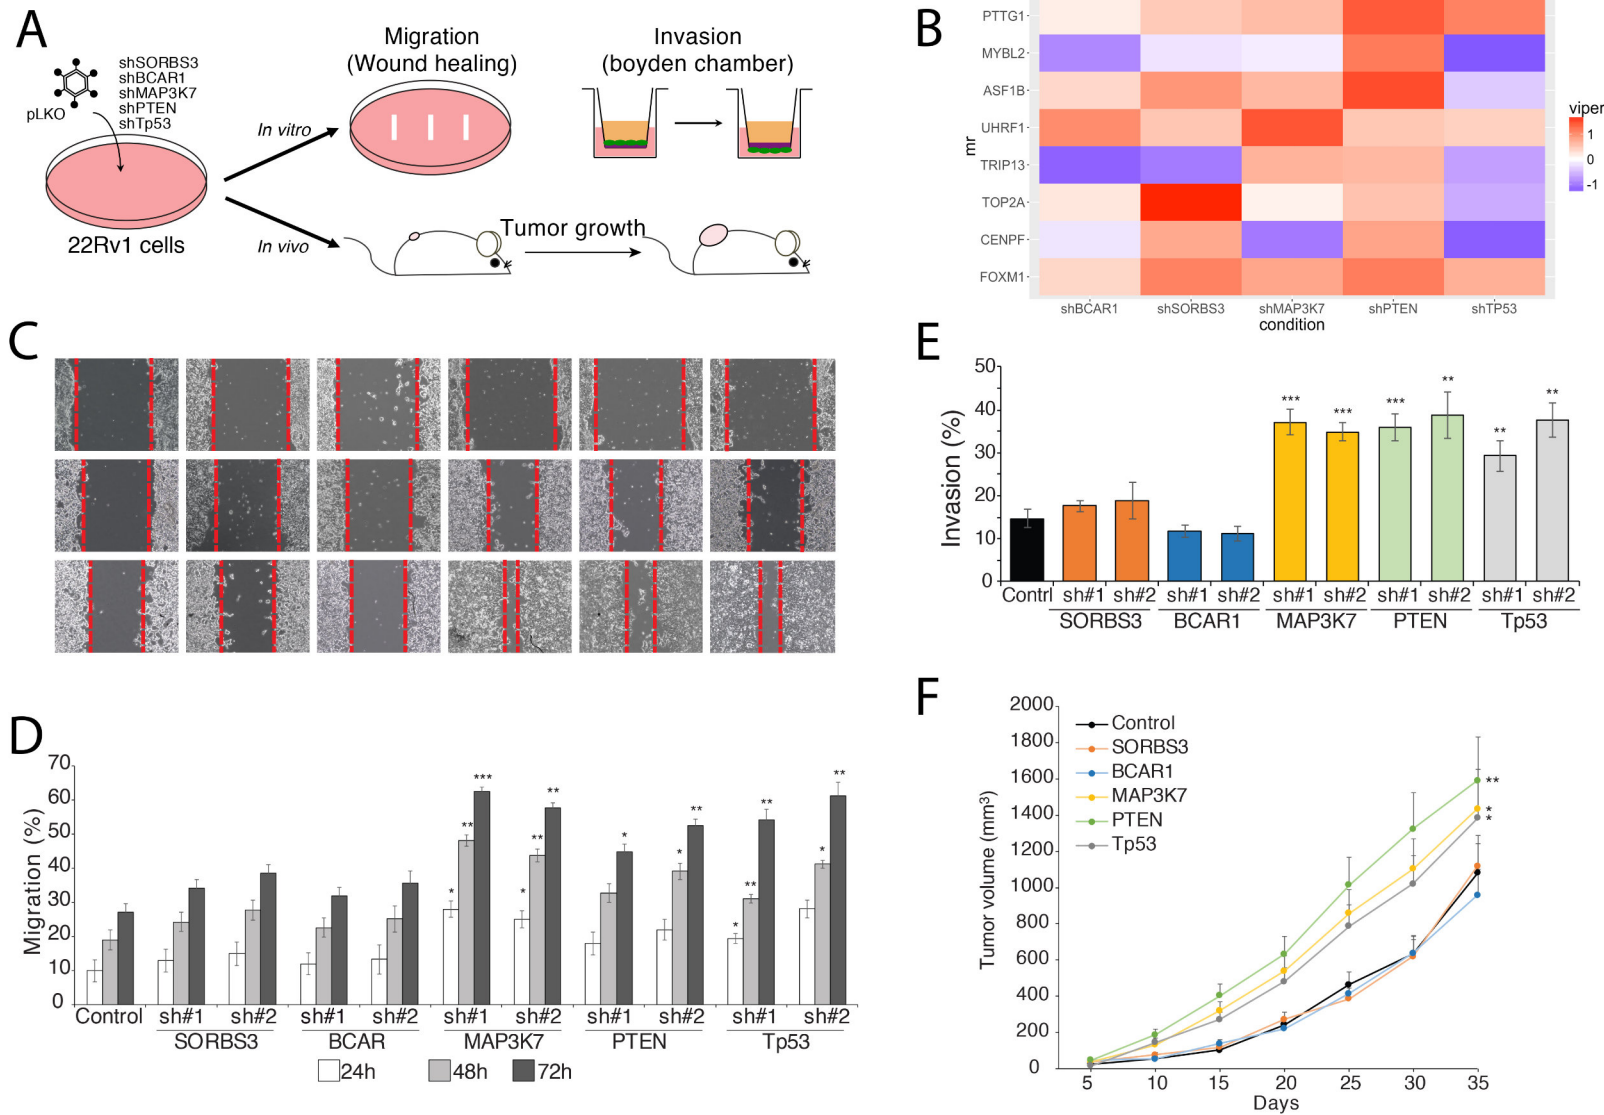 A
shSORBS3
shBCAR1
shMAP3K7
shPTEN
shTp53
pLKO
22Rv1 cells
In vitro
In vivo
Migration
(Wound healing)
Invasion
(boyden chamber)
Tumor growth
B
PTTG1
MYBL2
ASF1B
UHRF1
TRIP13
TOP2A
CENPF
FOXM1
mr
shBCAR1 shSORBS3 shMAP3K7 shPTEN shTP53
condition
viper
1
0
-1
C
D
Migration (%)
70
60
50
40
30
20
10
0
* ** *** * ** ** * * ** * ** ** * **
Control sh#1 sh#2 sh#1 sh#2 sh#1 sh#2 sh#1 sh#2 sh#1 sh#2
SORBS3 BCAR MAP3K7 PTEN Tp53
24h 48h 72h
E
Invasion (%)
50
40
30
20
10
0
*** *** *** ** ** **
Contrl sh#1 sh#2 sh#1 sh#2 sh#1 sh#2 sh#1 sh#2 sh#1 sh#2
SORBS3 BCAR1 MAP3K7 PTEN Tp53
F
Tumor volume (mm³)
2000
1800
1600
1400
1200
1000
800
600
400
200
0
Control
SORBS3
BCAR1
MAP3K7
PTEN
Tp53
**
*
*
5 10 15 20 25 30 35
Days